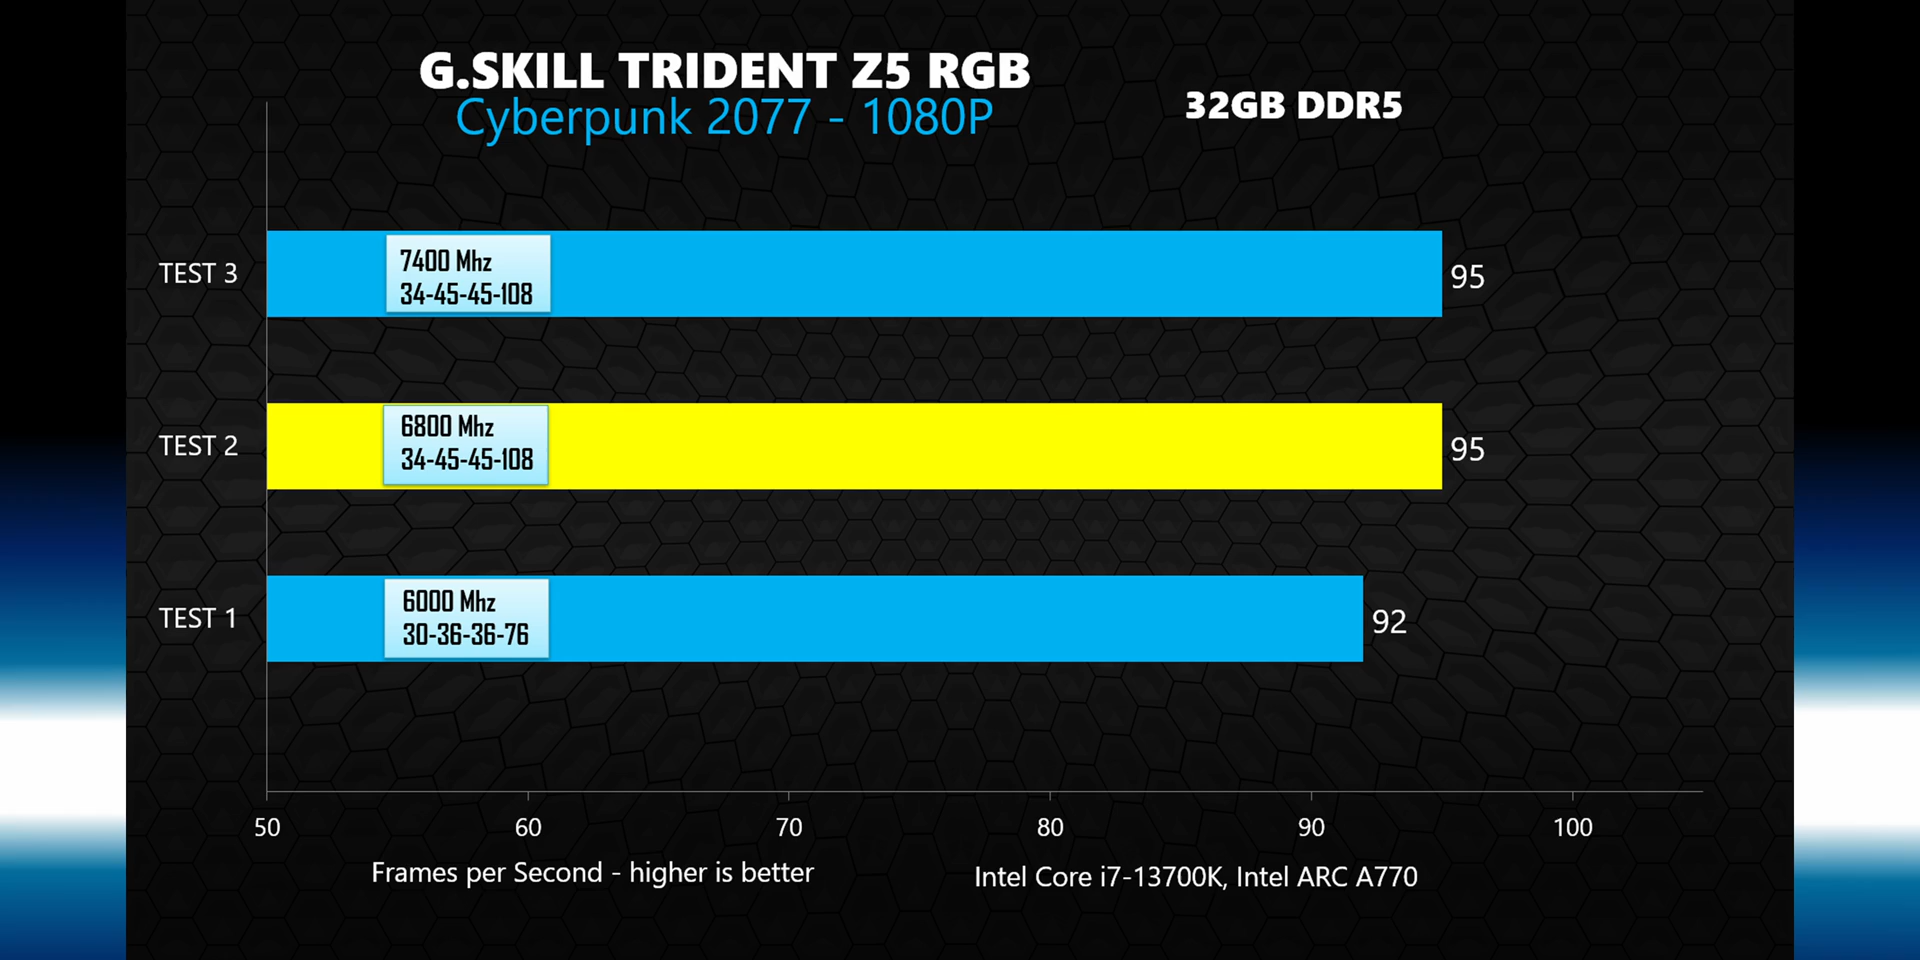 G.SKILL TRIDENT Z5 RGB
Cyberpunk 2077 - 1080P
32GB DDR5
TEST 3
7400 Mhz
34-45-45-108
95
TEST 2
6800 Mhz
34-45-45-108
95
TEST 1
6000 Mhz
30-36-36-76
92
50 60 70 80 90 100
Frames per Second - higher is better
Intel Core i7-13700K, Intel ARC A770